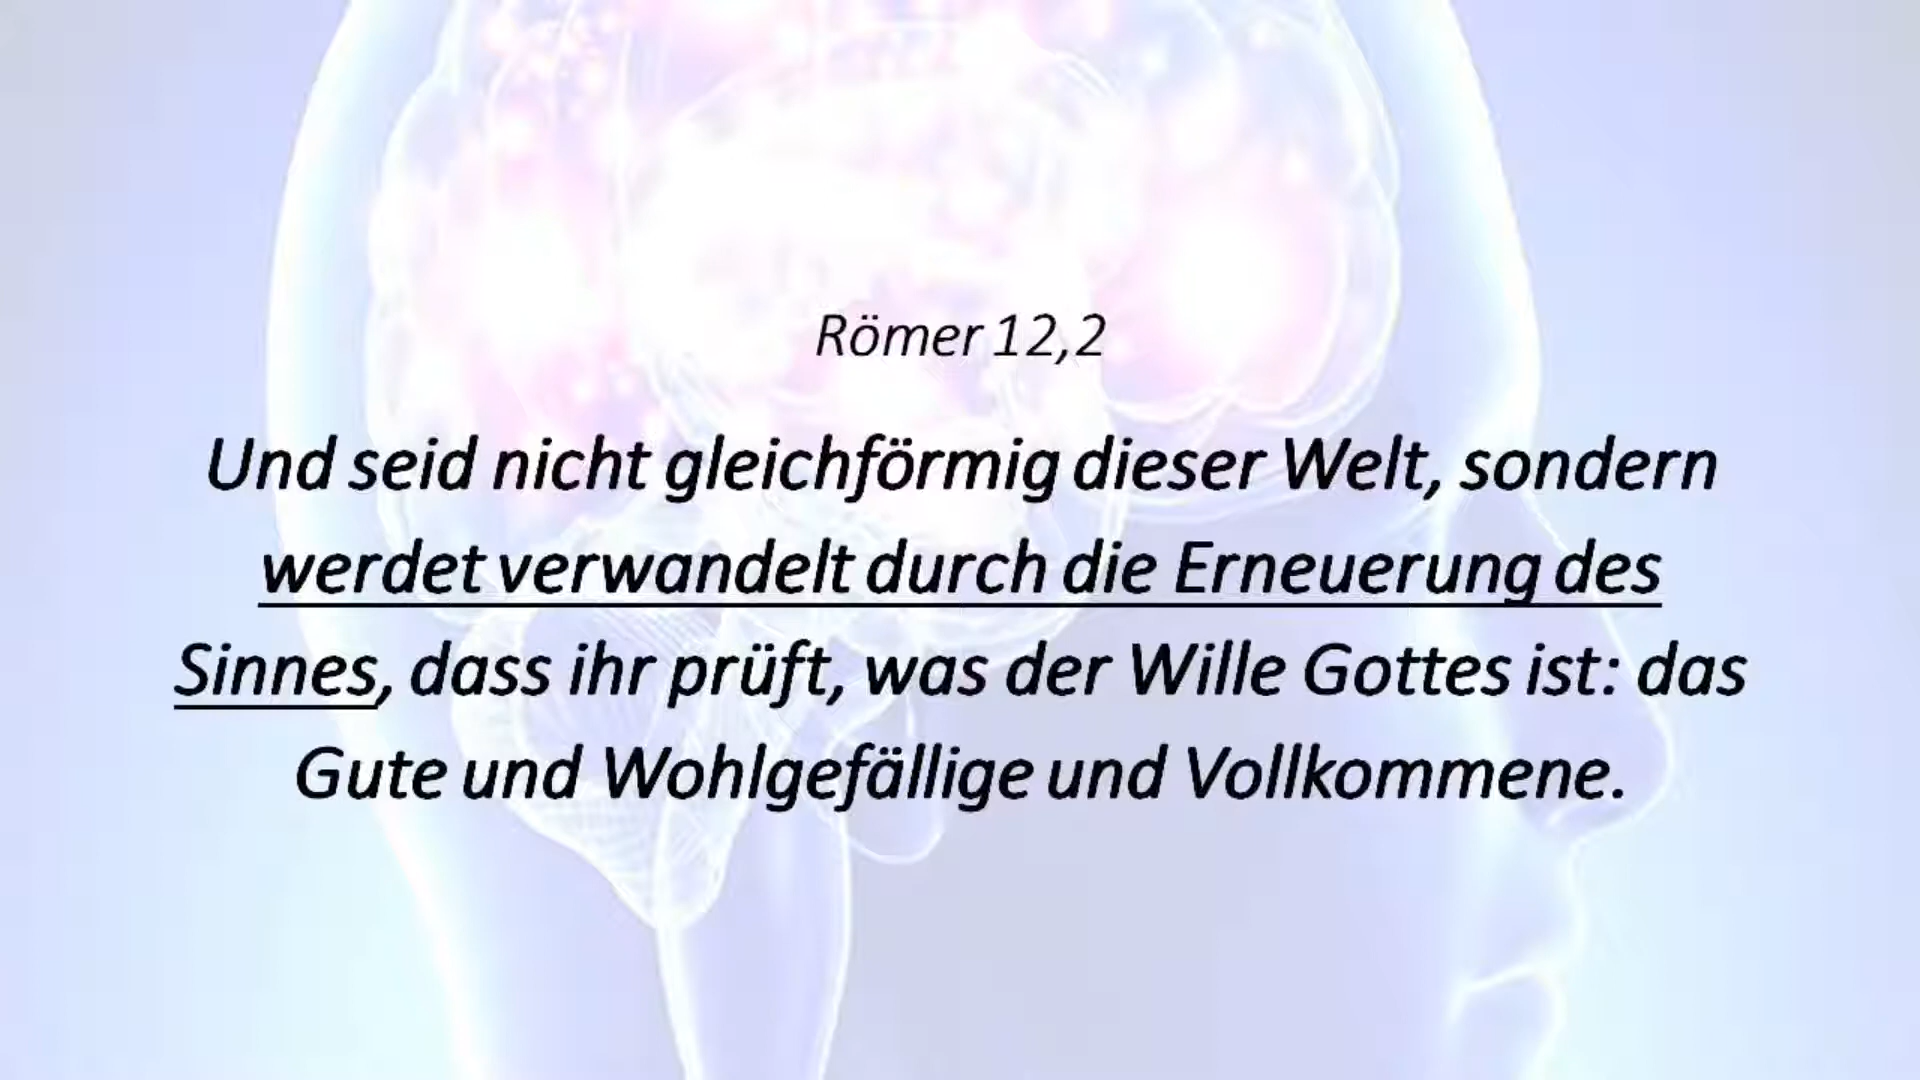 Römer 12,2
Und seid nicht gleichförmig dieser Welt, sondern
werdet verwandelt durch die Erneuerung des
Sinnes, dass ihr prüft, was der Wille Gottes ist: das
Gute und Wohlgefällige und Vollkommene.